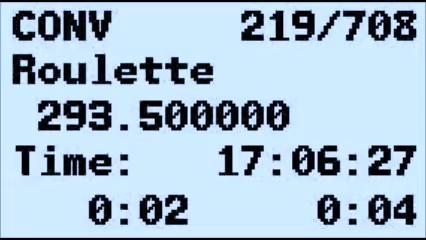 CONV 219/708
Roulette
293.500000
Time: 17:06:27
0:02 0:04